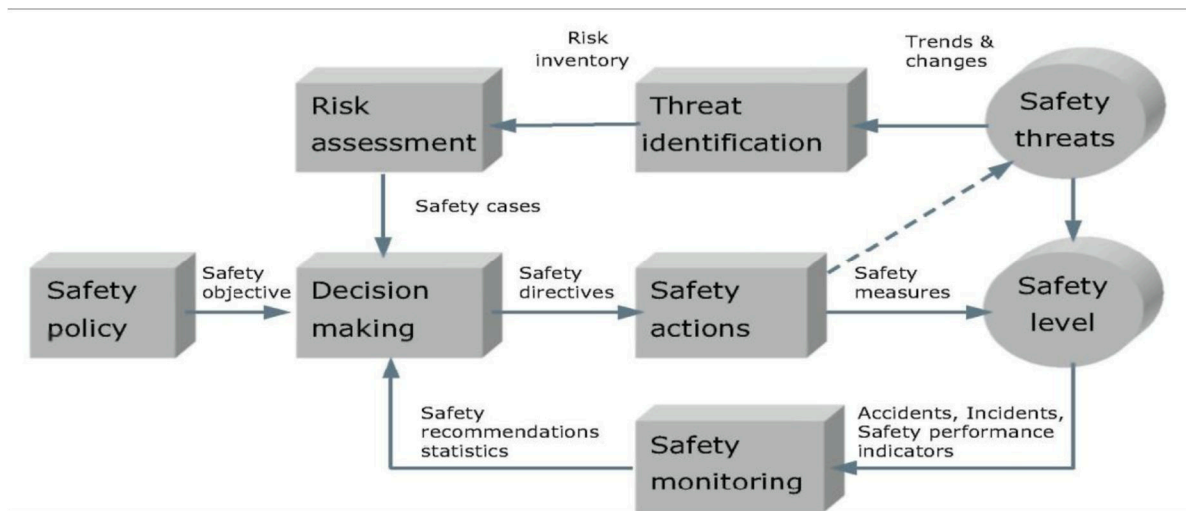 Risk
inventory
Trends &
changes
Risk
assessment
Threat
identification
Safety
threats
Safety cases
Safety
policy
Safety
objective
Decision
making
Safety
directives
Safety
actions
Safety
measures
Safety
level
Safety
recommendations
statistics
Safety
monitoring
Accidents, Incidents,
Safety performance
indicators